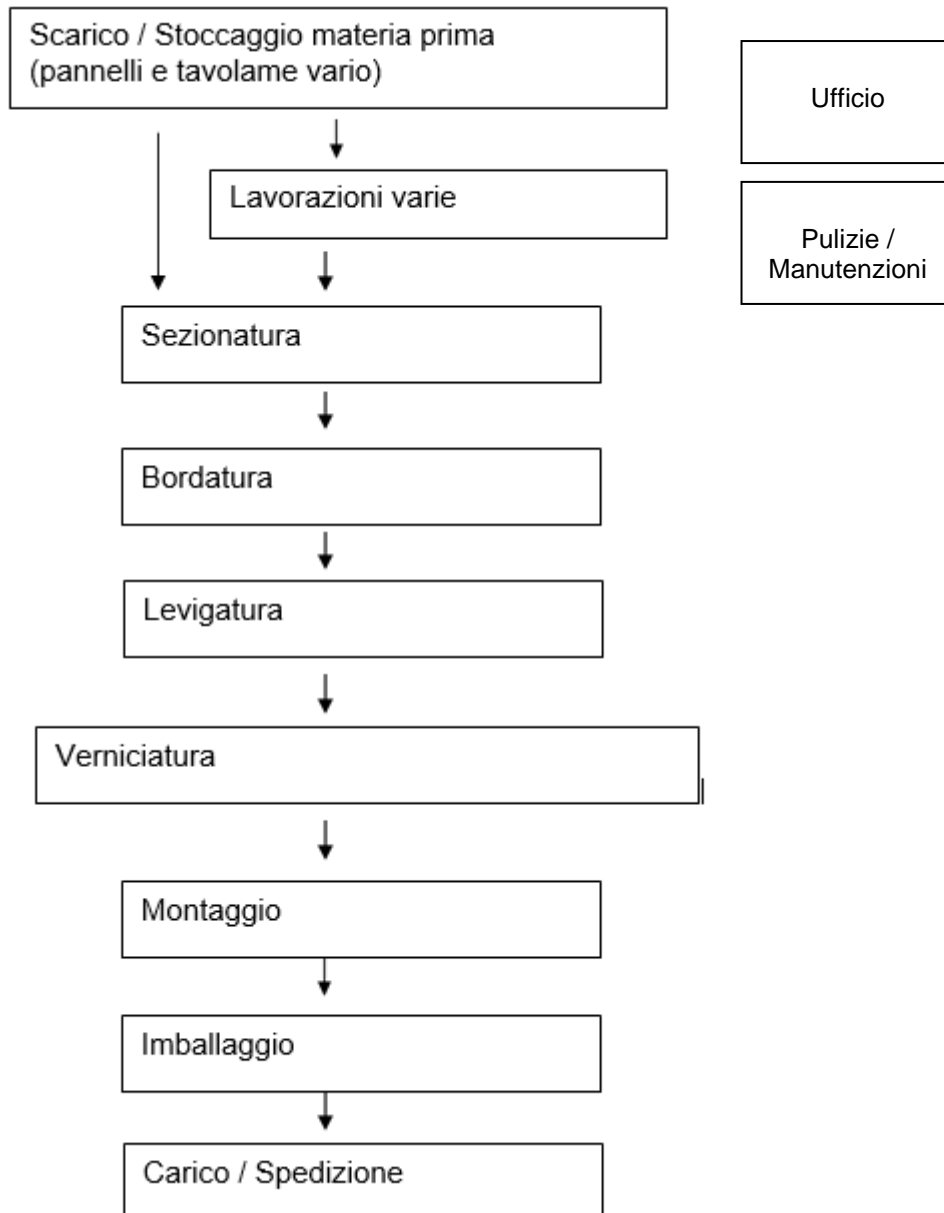 Scarico / Stoccaggio materia prima
(pannelli e tavolame vario)
Ufficio
Lavorazioni varie
Pulizie /
Manutenzioni
Sezionatura
Bordatura
Levigatura
Verniciatura
Montaggio
Imballaggio
Carico / Spedizione